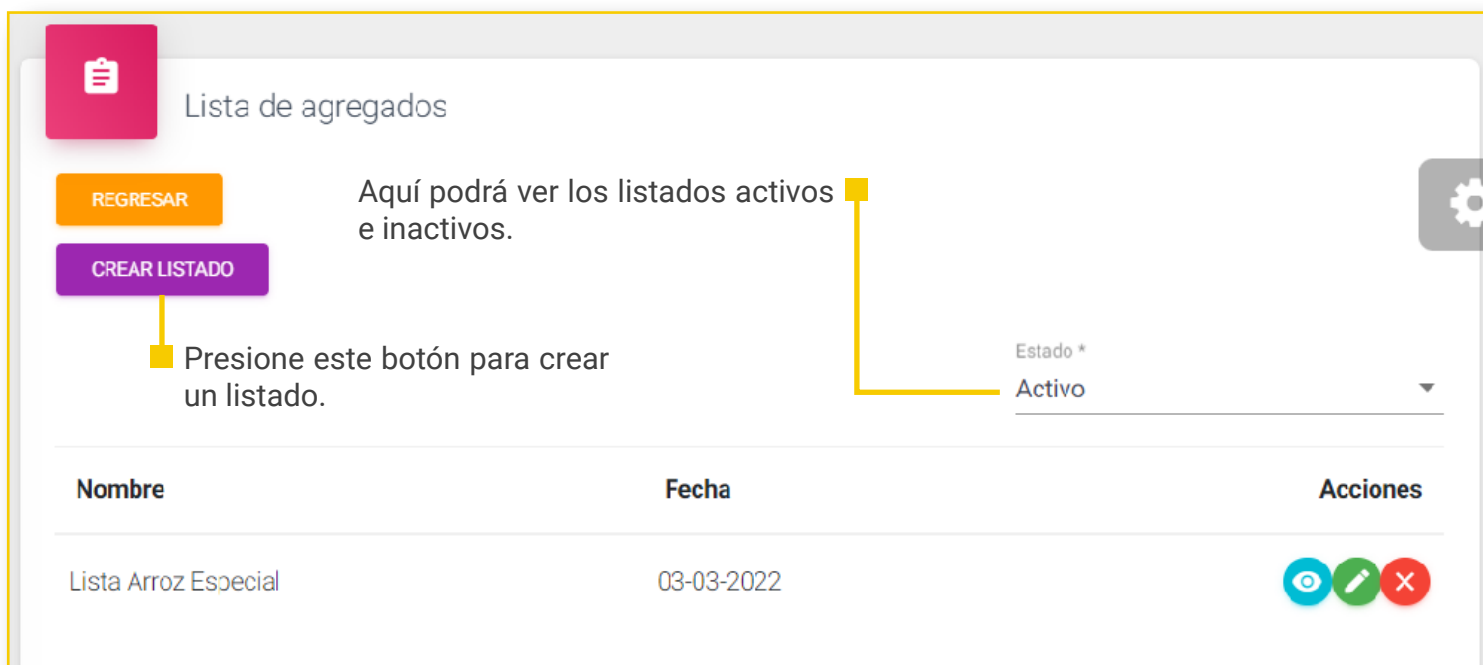 Lista de agregados
REGRESAR
Aquí podrá ver los listados activos
e inactivos.
CREAR LISTADO
Presione este botón para crear
un listado.
Estado *
Activo
Nombre Fecha Acciones
Lista Arroz Especial 03-03-2022